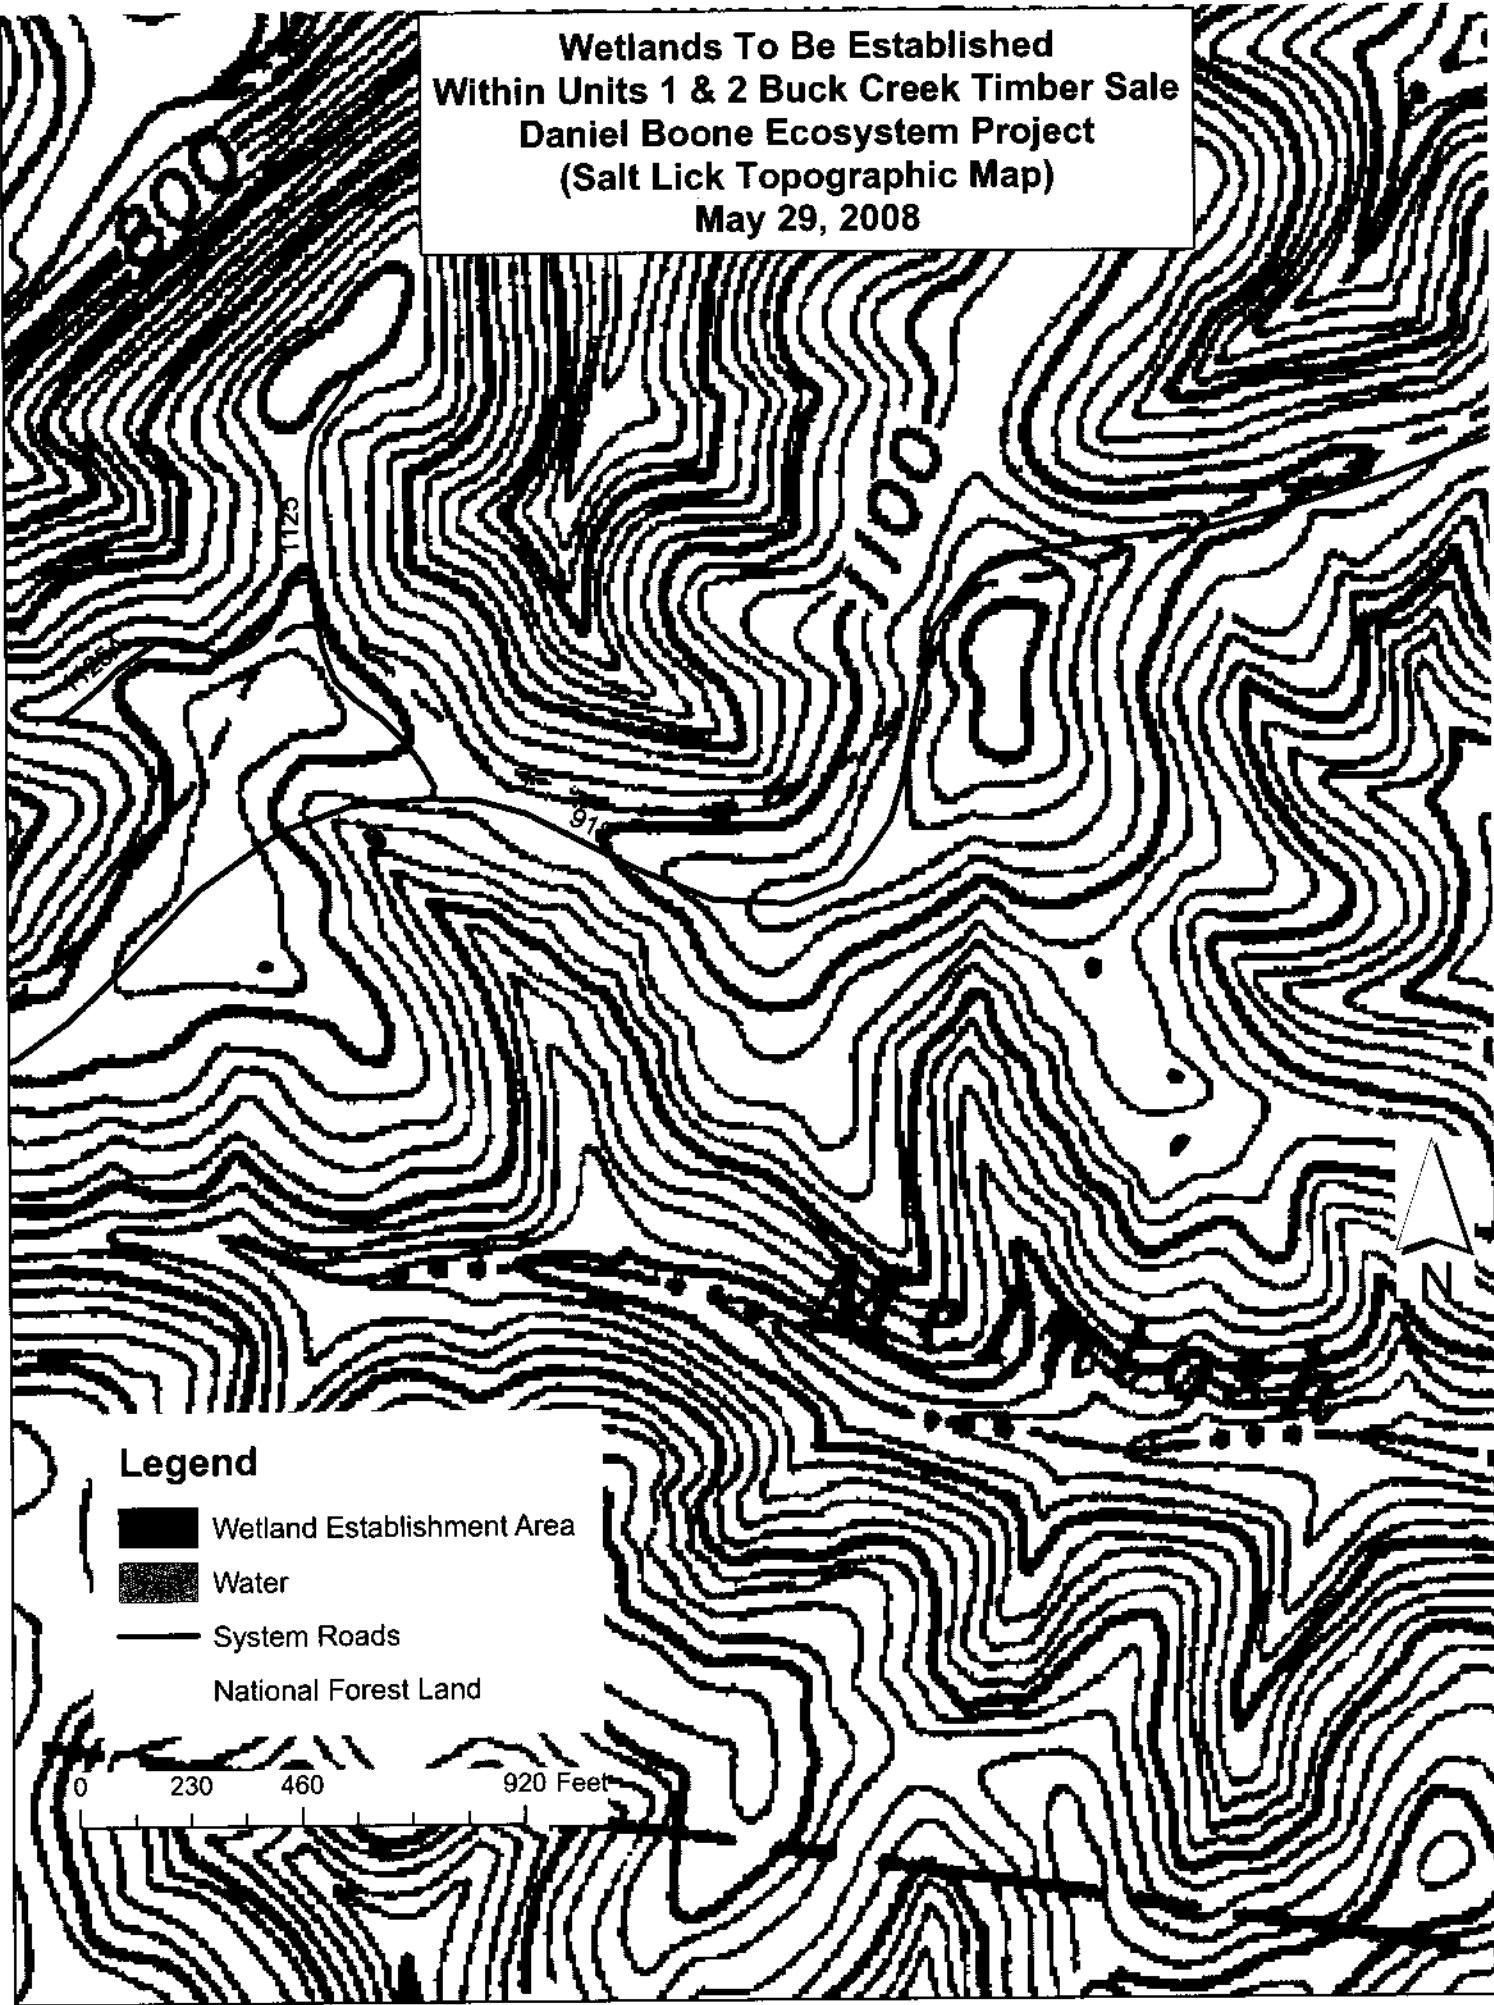 Wetlands To Be Established
Within Units 1 & 2 Buck Creek Timber Sale
Daniel Boone Ecosystem Project
(Salt Lick Topographic Map)
May 29, 2008
800
1100
1125
91
N
Legend
Wetland Establishment Area
Water
System Roads
National Forest Land
0 230 460 920 Feet